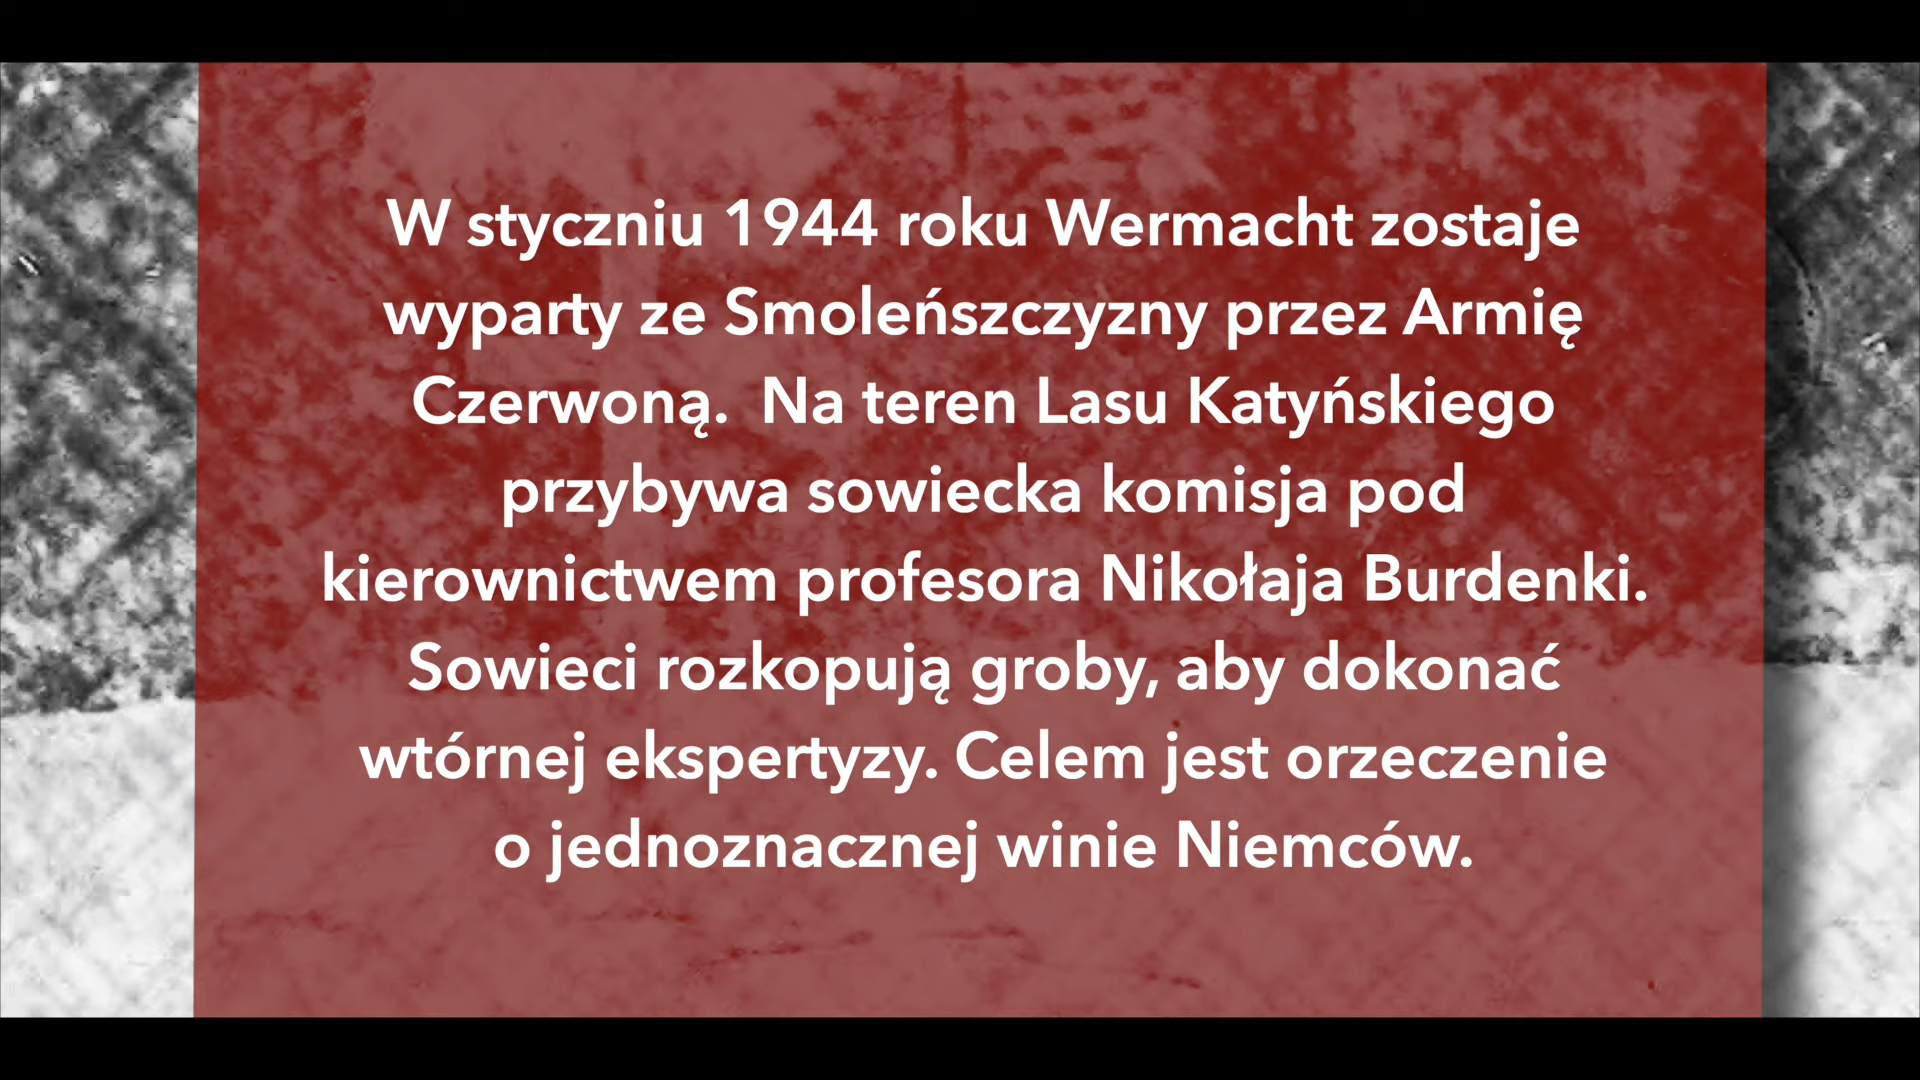 W styczniu 1944 roku Wermacht zostaje
wyparty ze Smoleńszczyzny przez Armię
Czerwoną.  Na teren Lasu Katyńskiego
przybywa sowiecka komisja pod
kierownictwem profesora Nikołaja Burdenki.
Sowieci rozkopują groby, aby dokonać
wtórnej ekspertyzy. Celem jest orzeczenie
o jednoznacznej winie Niemców.